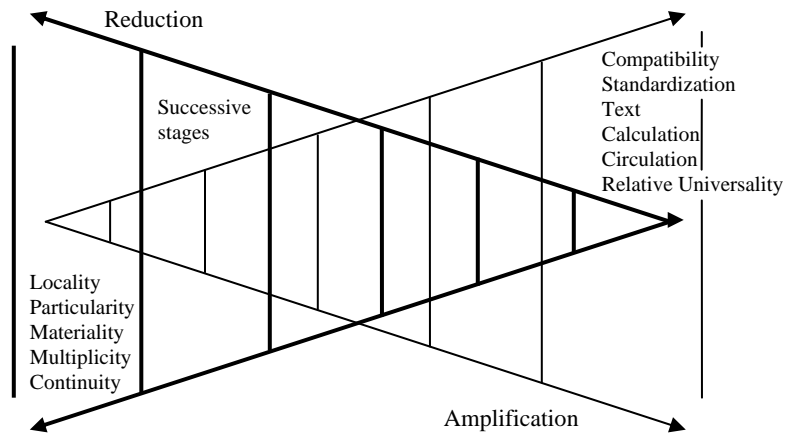 Reduction
Successive
stages
Compatibility
Standardization
Text
Calculation
Circulation
Relative Universality
Locality
Particularity
Materiality
Multiplicity
Continuity
Amplification